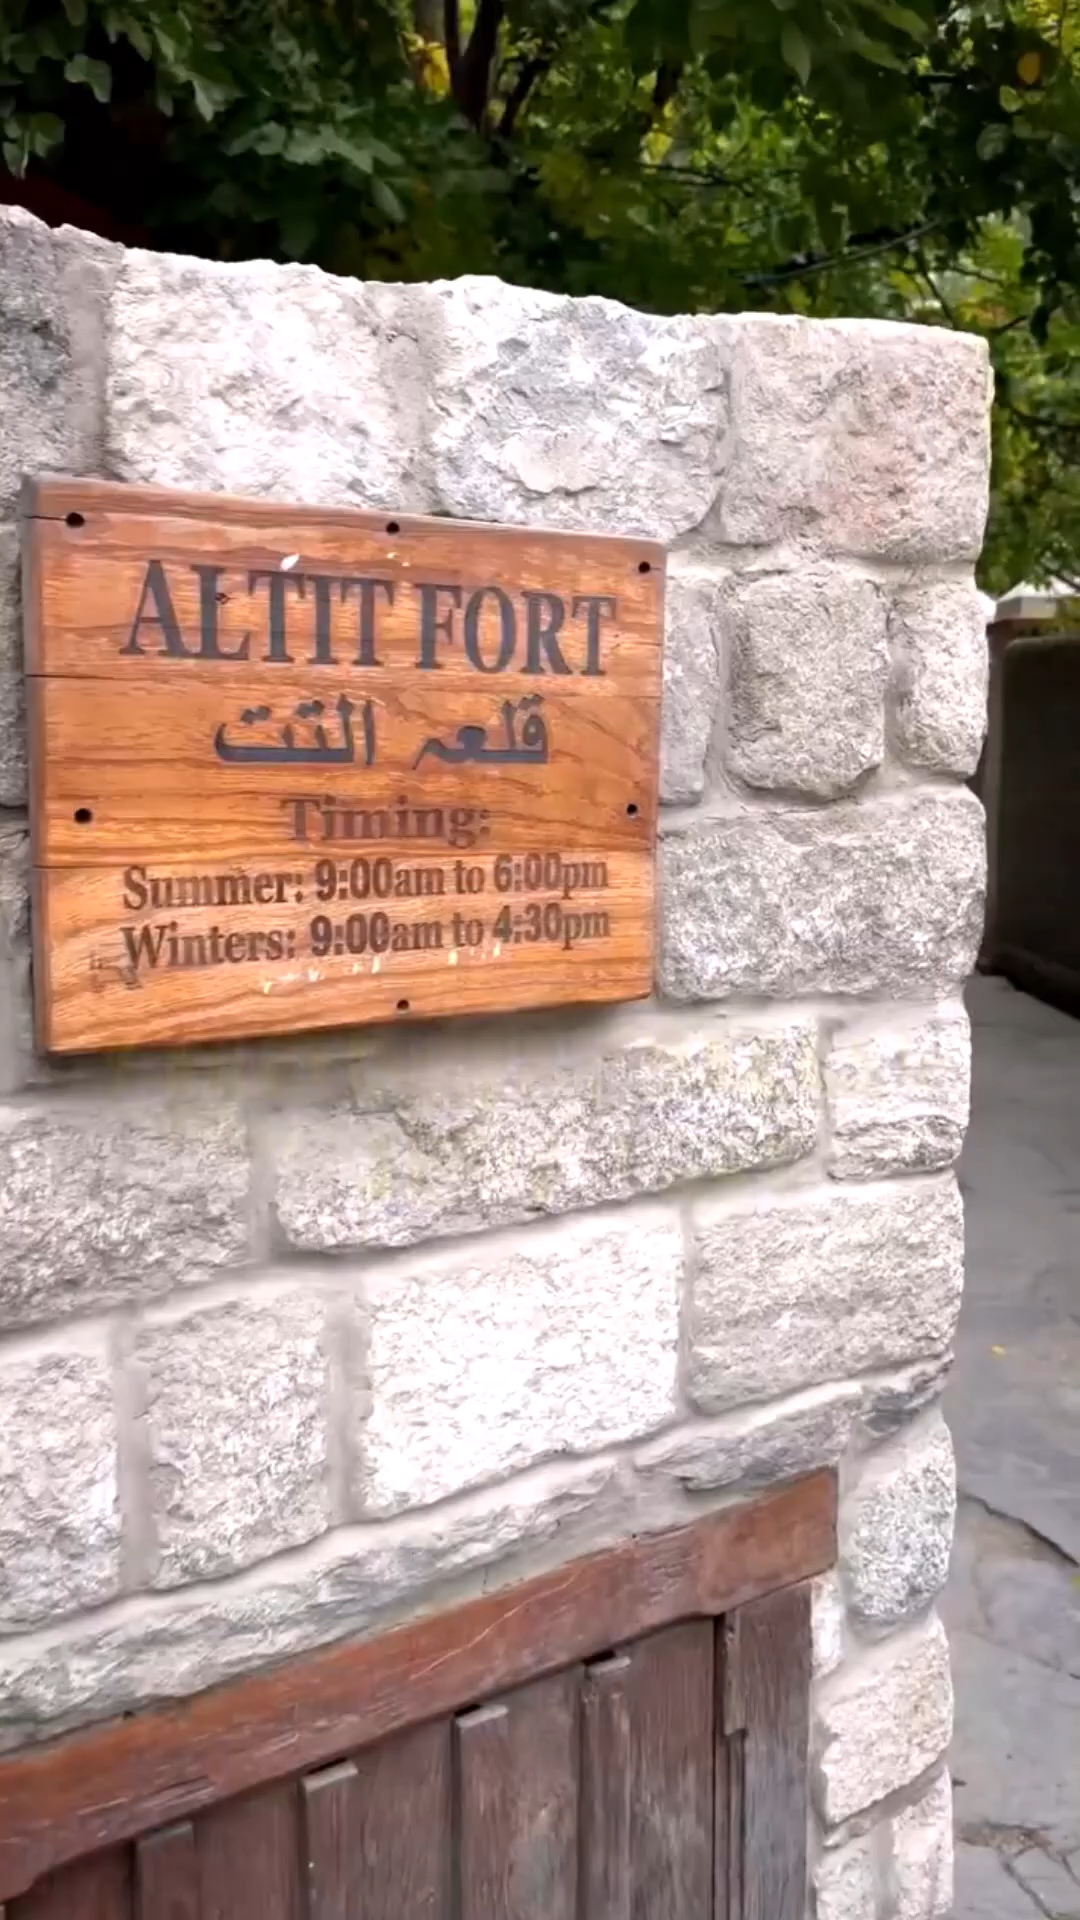 ALTIT FORT
قلعہ التت
Timing:
Summer: 9:00am to 6:00pm
Winters: 9:00am to 4:30pm